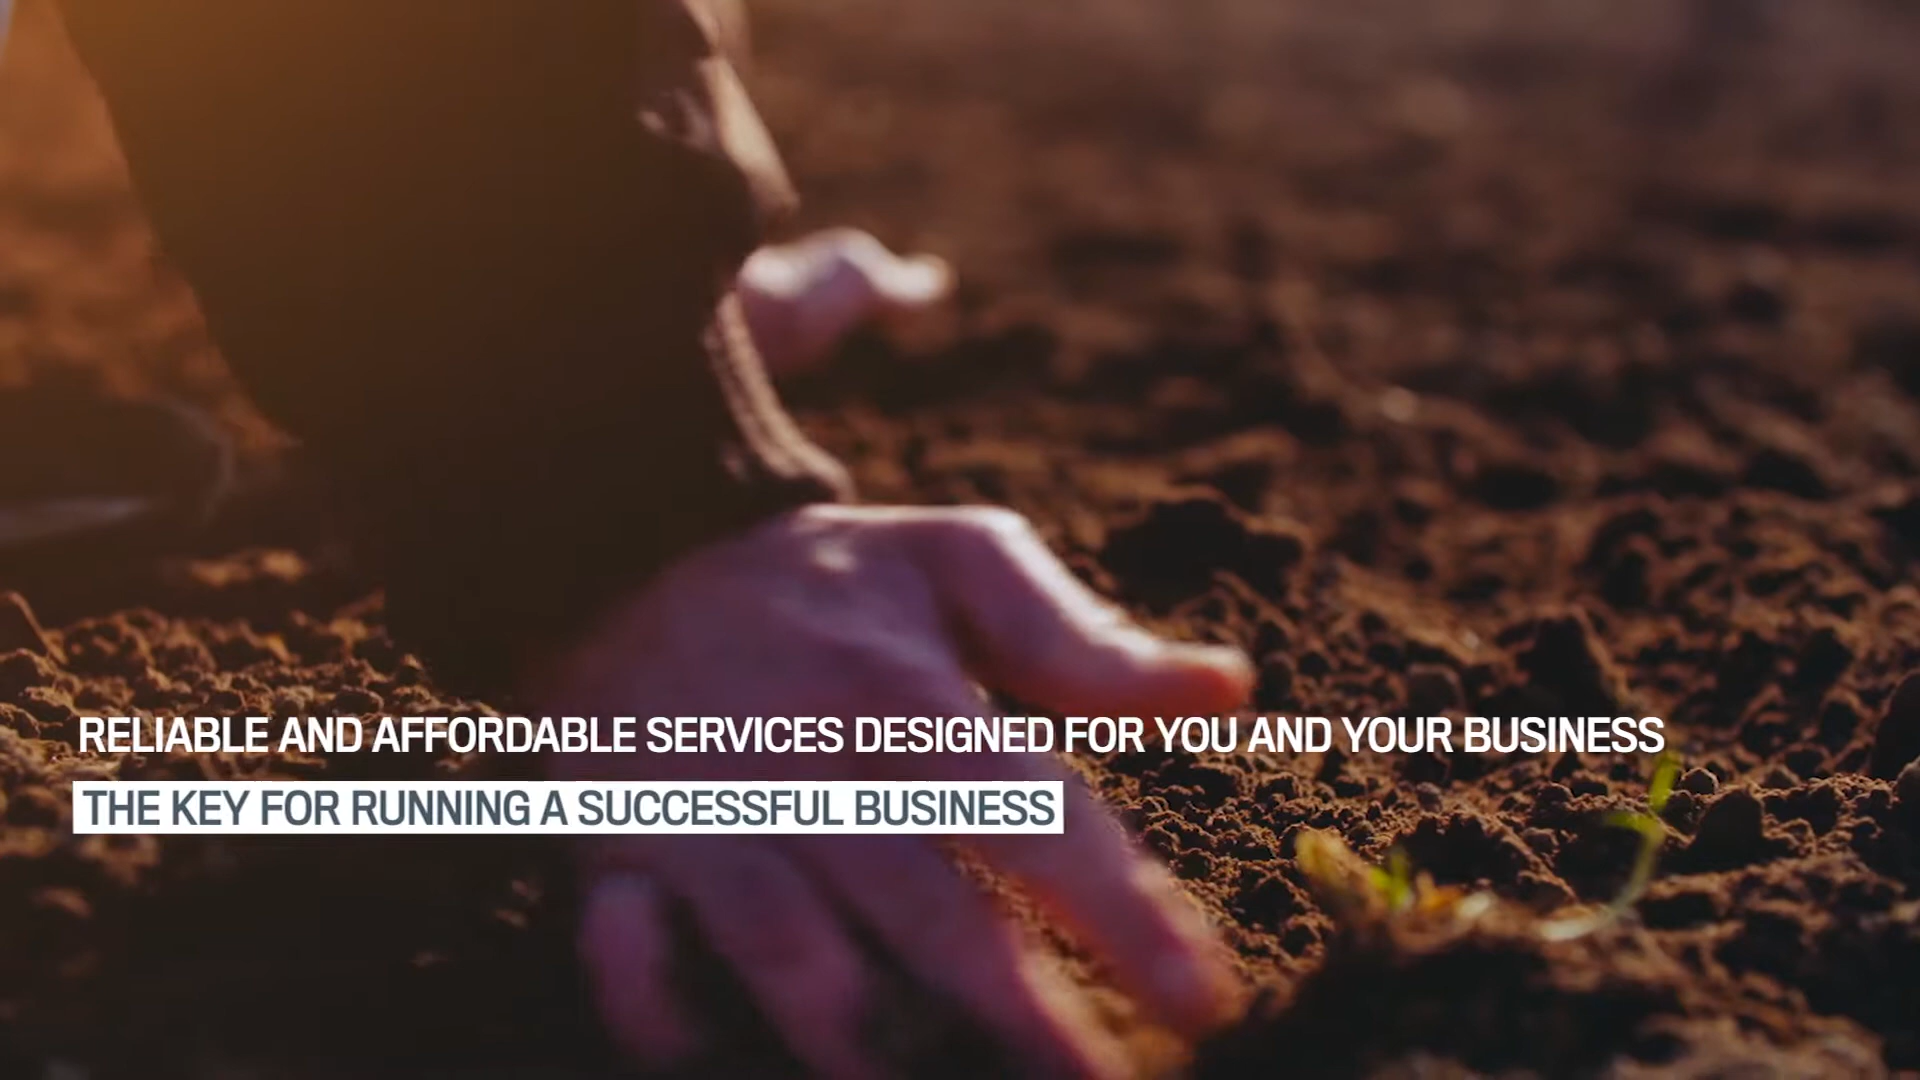 RELIABLE AND AFFORDABLE SERVICES DESIGNED FOR YOU AND YOUR BUSINESS
THE KEY FOR RUNNING A SUCCESSFUL BUSINESS